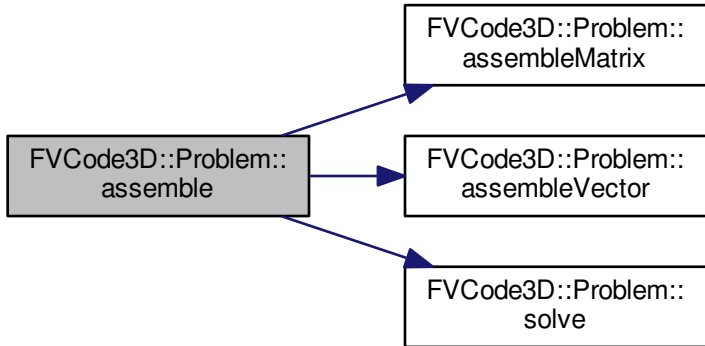 FVCode3D::Problem::
assemble
FVCode3D::Problem::
assembleMatrix
FVCode3D::Problem::
assembleVector
FVCode3D::Problem::
solve